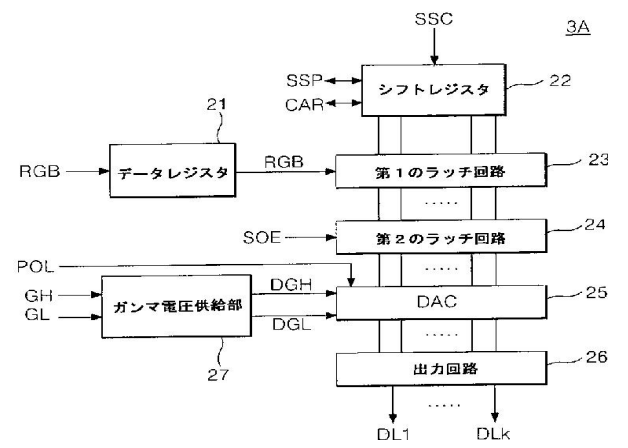 SSC
3A
SSP
シフトレジスタ
22
CAR
21
RGB
データレジスタ
RGB
第1のラッチ回路
23
.....
SOE
第2のラッチ回路
24
.....
POL
GH
GL
ガンマ電圧供給部
DGH
DGL
DAC
25
27
.....
出力回路
26
.....
DL1
DLk